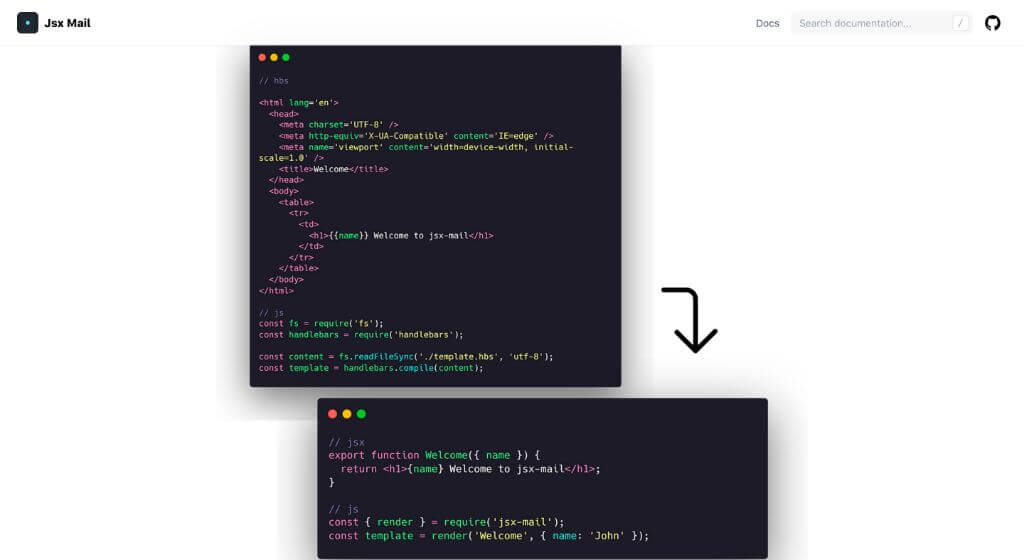 Jsx Mail
Docs
Search documentation...
/
// hbs
<html lang='en'>
<head>
<meta charset='UTF-8' />
<meta http-equiv='X-UA-Compatible' content='IE=edge' />
<meta name='viewport' content='width=device-width, initial-
scale=1.0' />
<title>Welcome</title>
</head>
<body>
<table>
<tr>
<td>
<h1>{{name}} Welcome to jsx-mail</h1>
</td>
</tr>
</table>
</body>
</html>
// js
const fs = require('fs');
const handlebars = require('handlebars');
const content = fs.readFileSync('./template.hbs', 'utf-8');
const template = handlebars.compile(content);
// jsx
export function Welcome({ name }) {
return <h1>{name} Welcome to jsx-mail</h1>;
}
// js
const { render } = require('jsx-mail');
const template = render('Welcome', { name: 'John' });